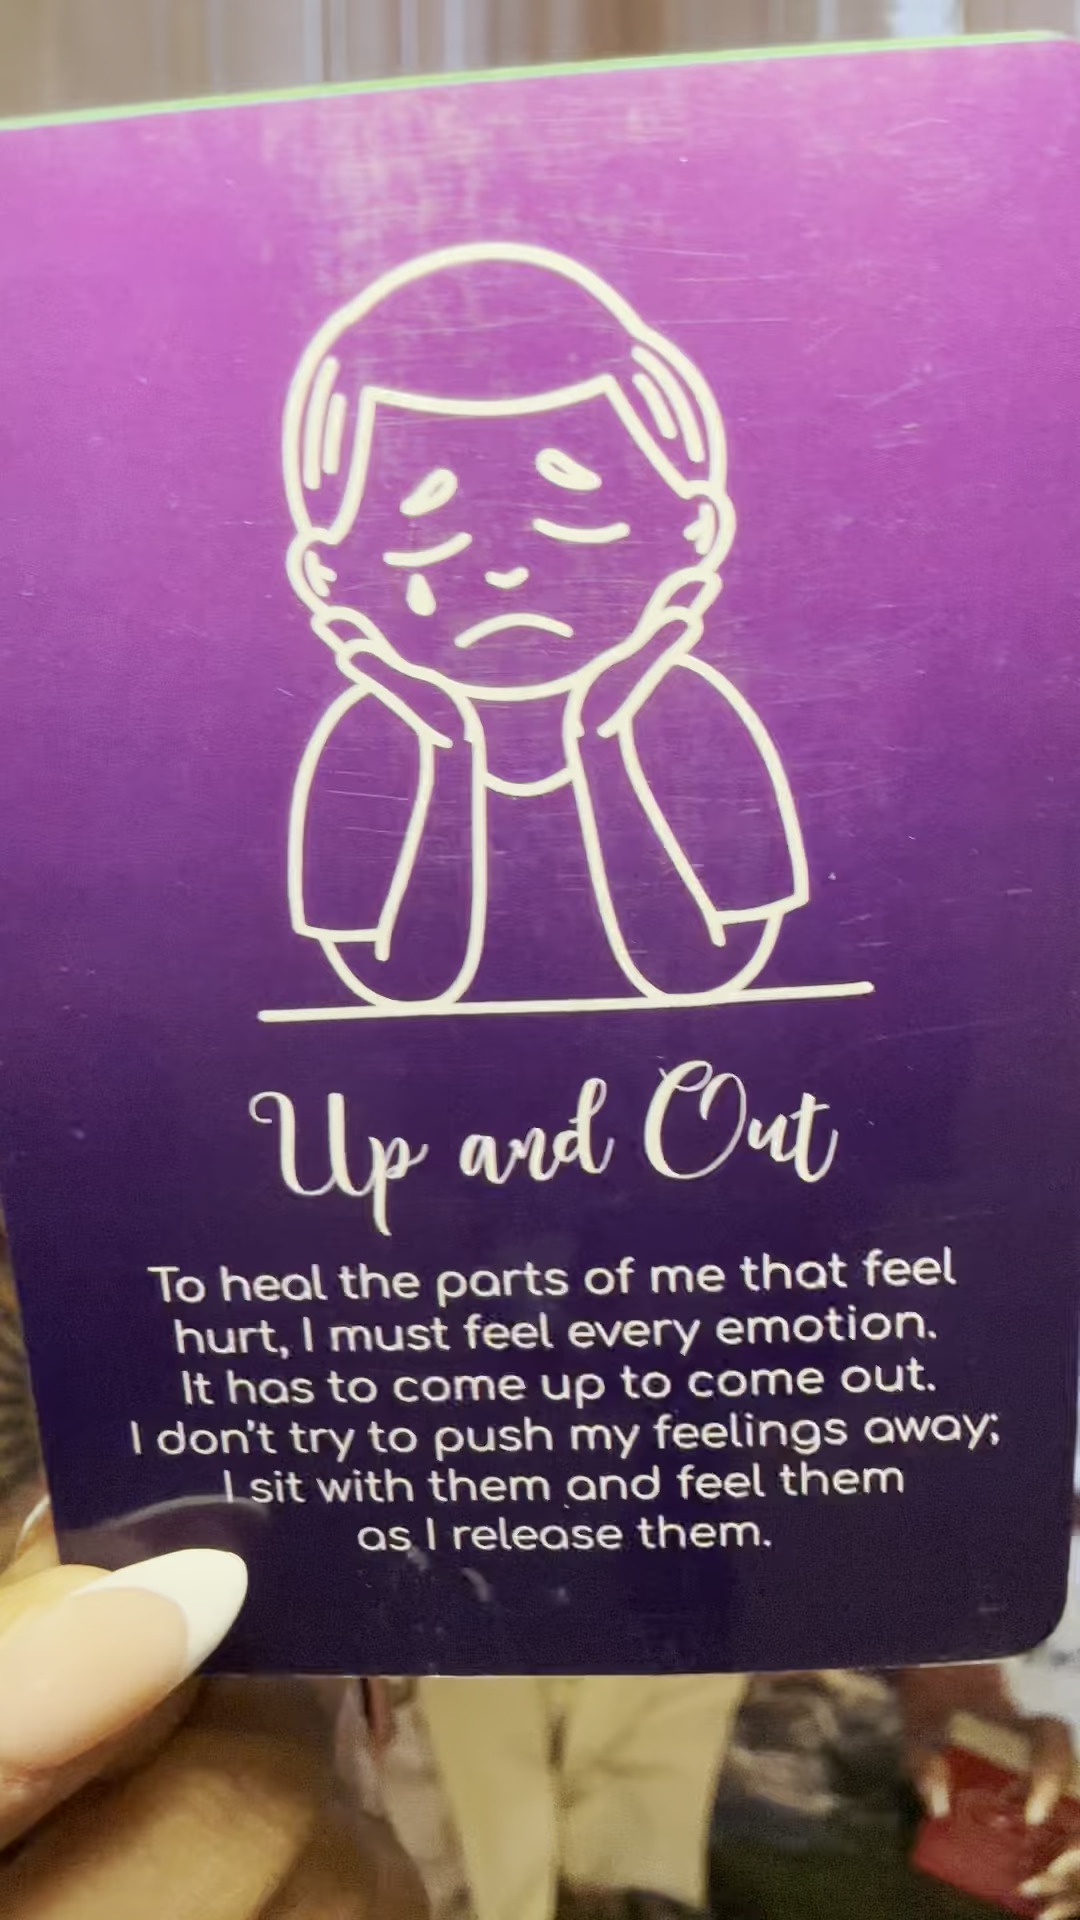 Up and Out
To heal the parts of me that feel
hurt, I must feel every emotion.
It has to come up to come out.
I don't try to push my feelings away;
I sit with them and feel them
as I release them.